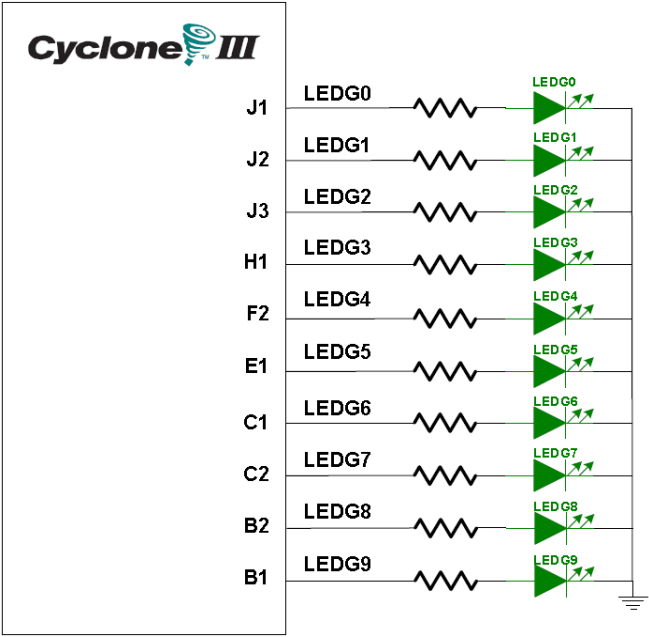 Cyclone III
TM
J1 LEDG0 LEDG0
J2 LEDG1 LEDG1
J3 LEDG2 LEDG2
H1 LEDG3 LEDG3
F2 LEDG4 LEDG4
E1 LEDG5 LEDG5
C1 LEDG6 LEDG6
C2 LEDG7 LEDG7
B2 LEDG8 LEDG8
B1 LEDG9 LEDG9